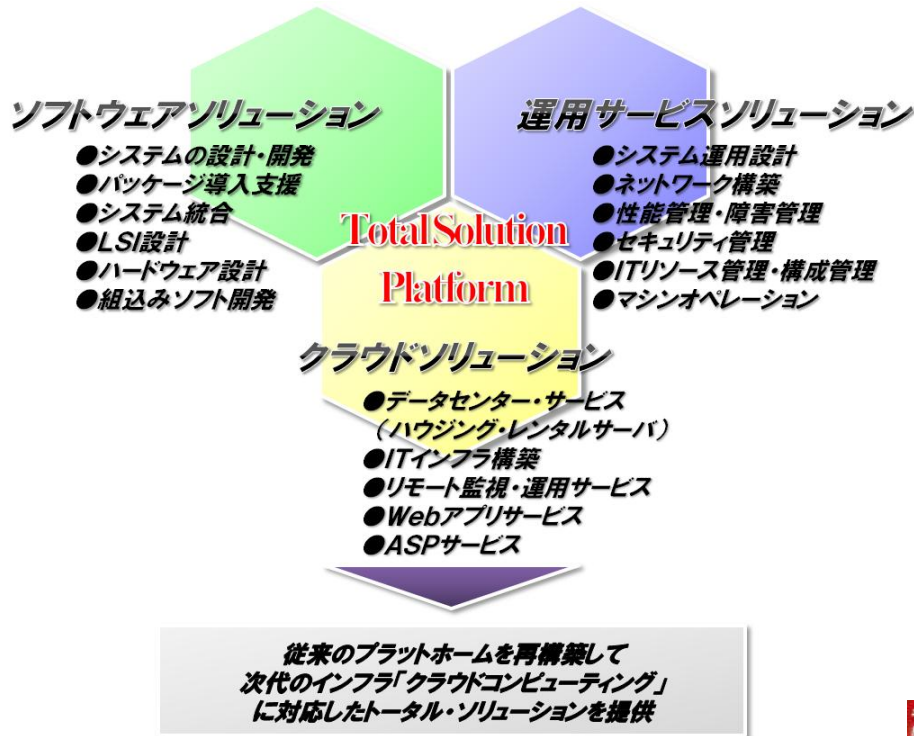 ソフトウェアソリューション
●システムの設計・開発
●パッケージ導入支援
●システム統合
●LSI設計
●ハードウェア設計
●組込みソフト開発
運用サービスソリューション
●システム運用設計
●ネットワーク構築
●性能管理・障害管理
●セキュリティ管理
●ITリソース管理・構成管理
●マシンオペレーション
Total Solution
Platform
クラウドソリューション
●データセンター・サービス
（ハウジング・レンタルサーバ）
●ITインフラ構築
●リモート監視・運用サービス
●Webアプリサービス
●ASPサービス
従来のプラットホームを再構築して
次代のインフラ「クラウドコンピューティング」
に対応したトータル・ソリューションを提供